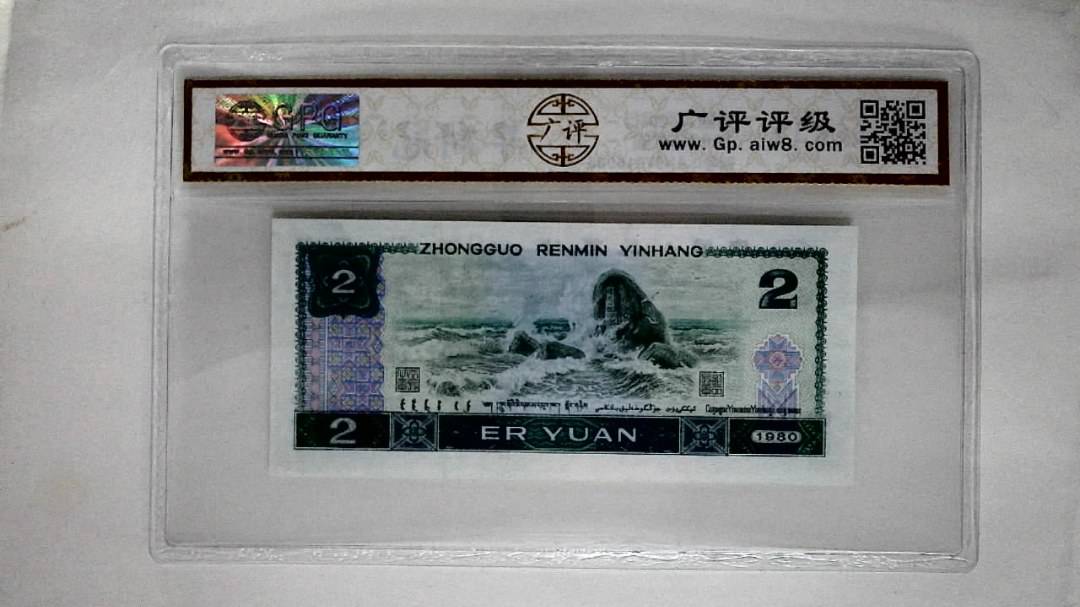 GPG
广评
广评评级
www. Gp. aiw8. com
ZHONGGUO RENMIN YINHANG
2
2
2
ER YUAN
1980